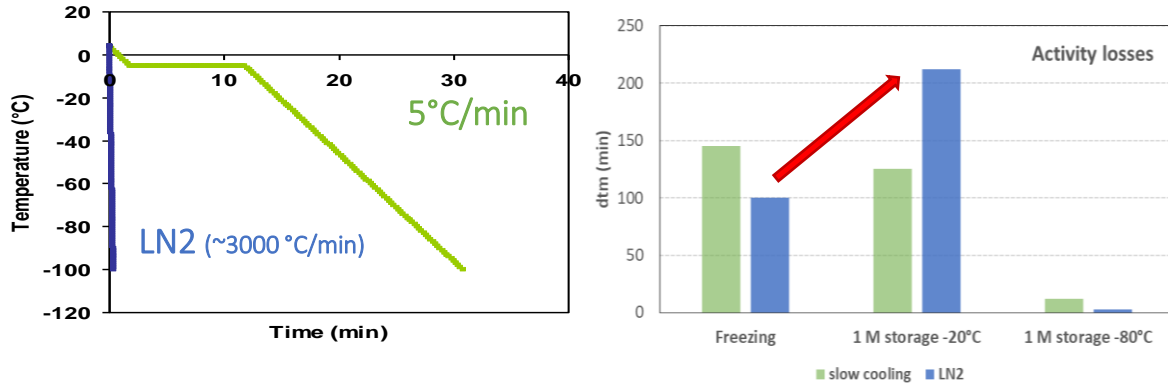 20
0
-20
-40
-60
-80
-100
-120
0
10
20
30
40
Temperature (°C)
Time (min)
5°C/min
LN2 (~3000 °C/min)
Activity losses
250
200
150
100
50
0
dtm (min)
Freezing
1 M storage -20°C
1 M storage -80°C
slow cooling
LN2